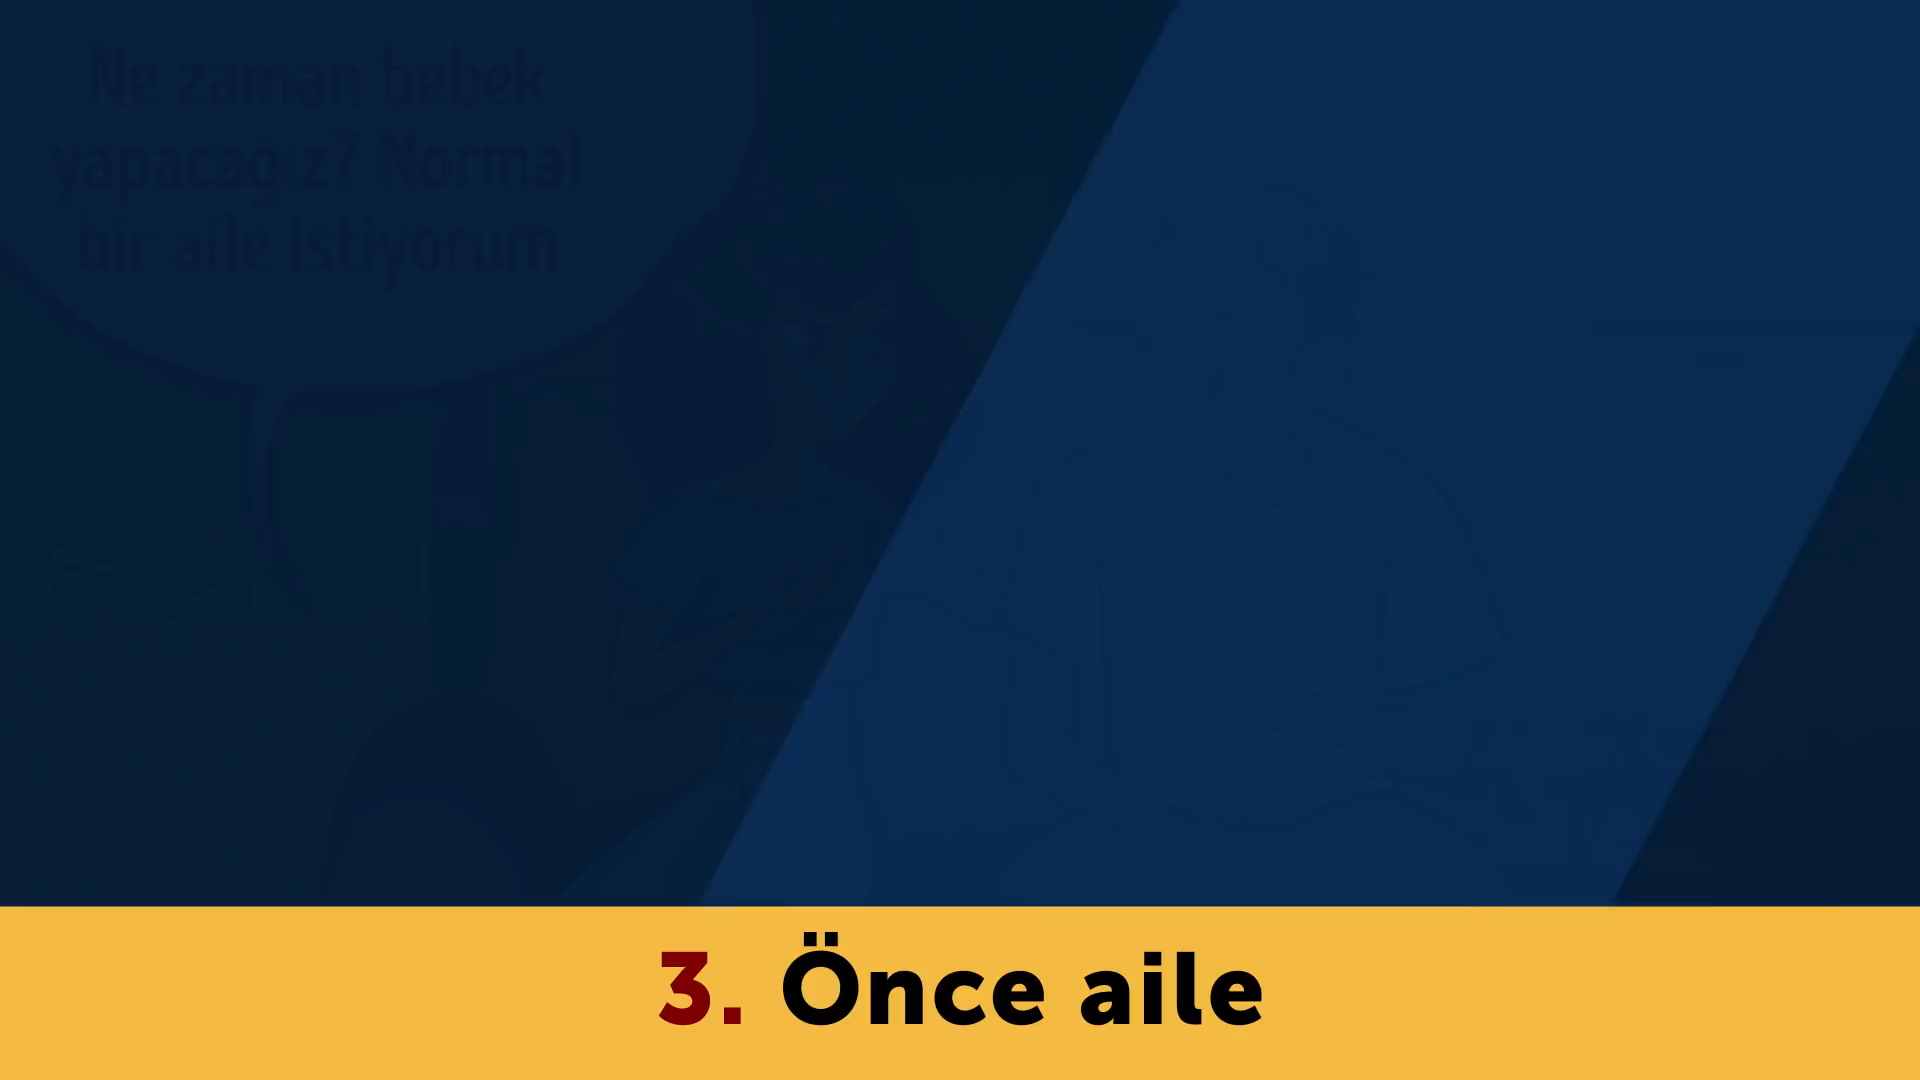 Ne zaman bebek
yapacağız? Normal
bir aile istiyorum
3. Önce aile